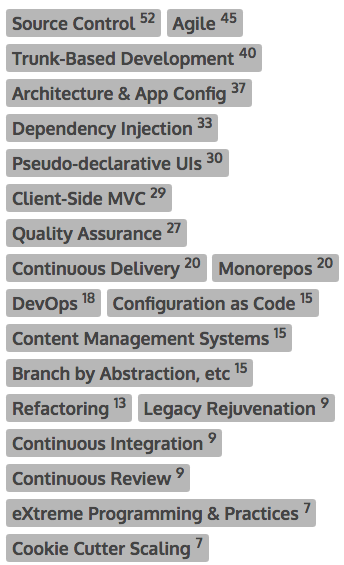 Source Control 52 Agile 45
Trunk-Based Development 40
Architecture & App Config 37
Dependency Injection 33
Pseudo-declarative UIs 30
Client-Side MVC 29
Quality Assurance 27
Continuous Delivery 20 Monorepos 20
DevOps 18 Configuration as Code 15
Content Management Systems 15
Branch by Abstraction, etc 15
Refactoring 13 Legacy Rejuvenation 9
Continuous Integration 9
Continuous Review 9
eXtreme Programming & Practices 7
Cookie Cutter Scaling 7